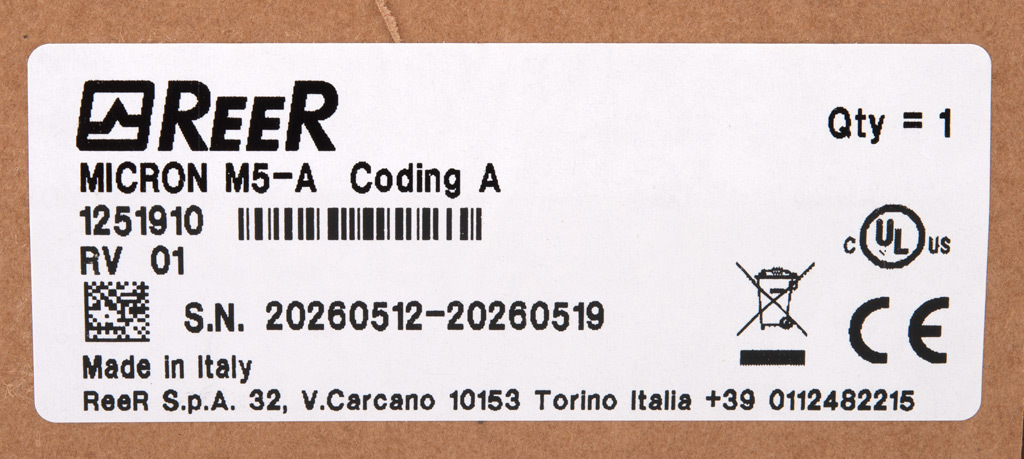 REER
Qty = 1
MICRON M5-A Coding A
1251910
RV 01
C UL US
S.N. 20260512-20260519
CE
Made in Italy
ReeR S.p.A. 32, V.Carcano 10153 Torino Italia +39 0112482215